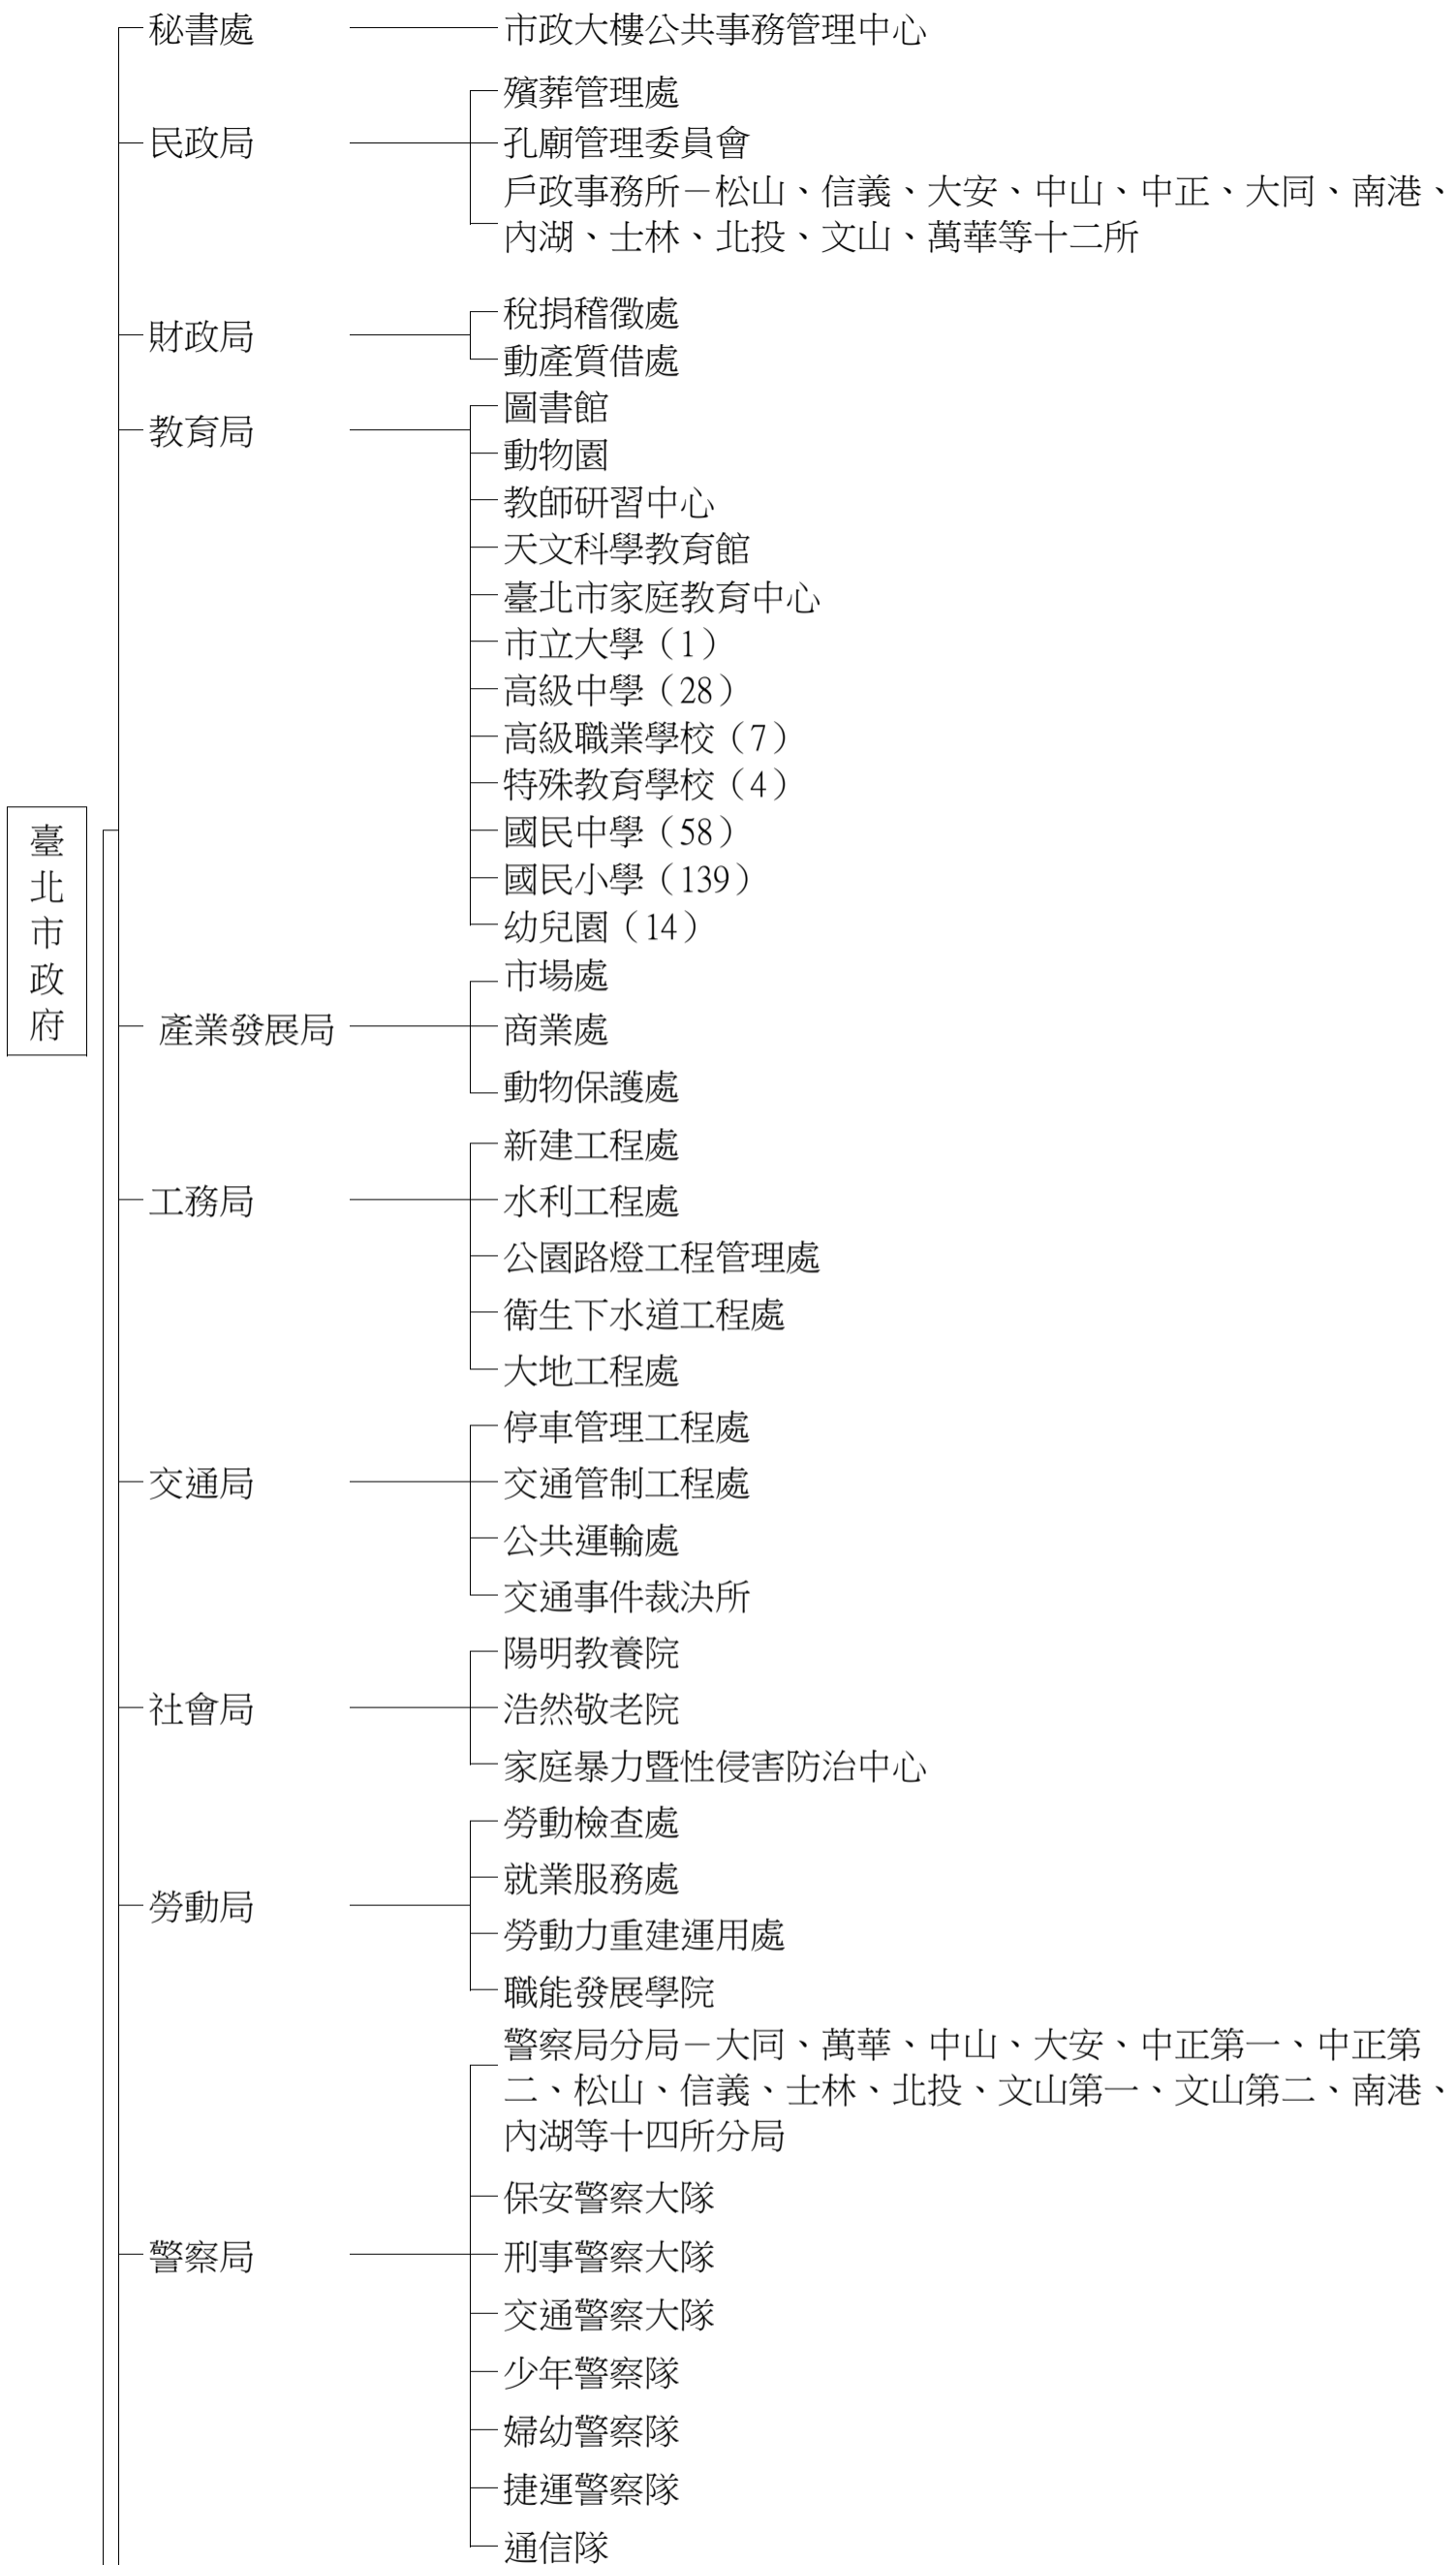 臺北市政府
秘書處
市政大樓公共事務管理中心
民政局
殯葬管理處
孔廟管理委員會
戶政事務所－松山、信義、大安、中山、中正、大同、南港、
內湖、士林、北投、文山、萬華等十二所
財政局
稅捐稽徵處
動產質借處
教育局
圖書館
動物園
教師研習中心
天文科學教育館
臺北市家庭教育中心
市立大學（1）
高級中學（28）
高級職業學校（7）
特殊教育學校（4）
國民中學（58）
國民小學（139）
幼兒園（14）
產業發展局
市場處
商業處
動物保護處
工務局
新建工程處
水利工程處
公園路燈工程管理處
衛生下水道工程處
大地工程處
交通局
停車管理工程處
交通管制工程處
公共運輸處
交通事件裁決所
社會局
陽明教養院
浩然敬老院
家庭暴力暨性侵害防治中心
勞動局
勞動檢查處
就業服務處
勞動力重建運用處
職能發展學院
警察局
警察局分局－大同、萬華、中山、大安、中正第一、中正第
二、松山、信義、士林、北投、文山第一、文山第二、南港、
內湖等十四所分局
保安警察大隊
刑事警察大隊
交通警察大隊
少年警察隊
婦幼警察隊
捷運警察隊
通信隊